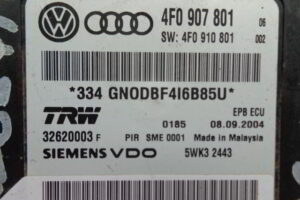 4F0 907 801 06
SW: 4F0 910 801 002
*334 GNODBF4I6B85U*
TRW EPB ECU
0185 08.09.2004
32620003 F PIR SME 0001 Made in Malaysia
SIEMENS VDO 5WK3 2443